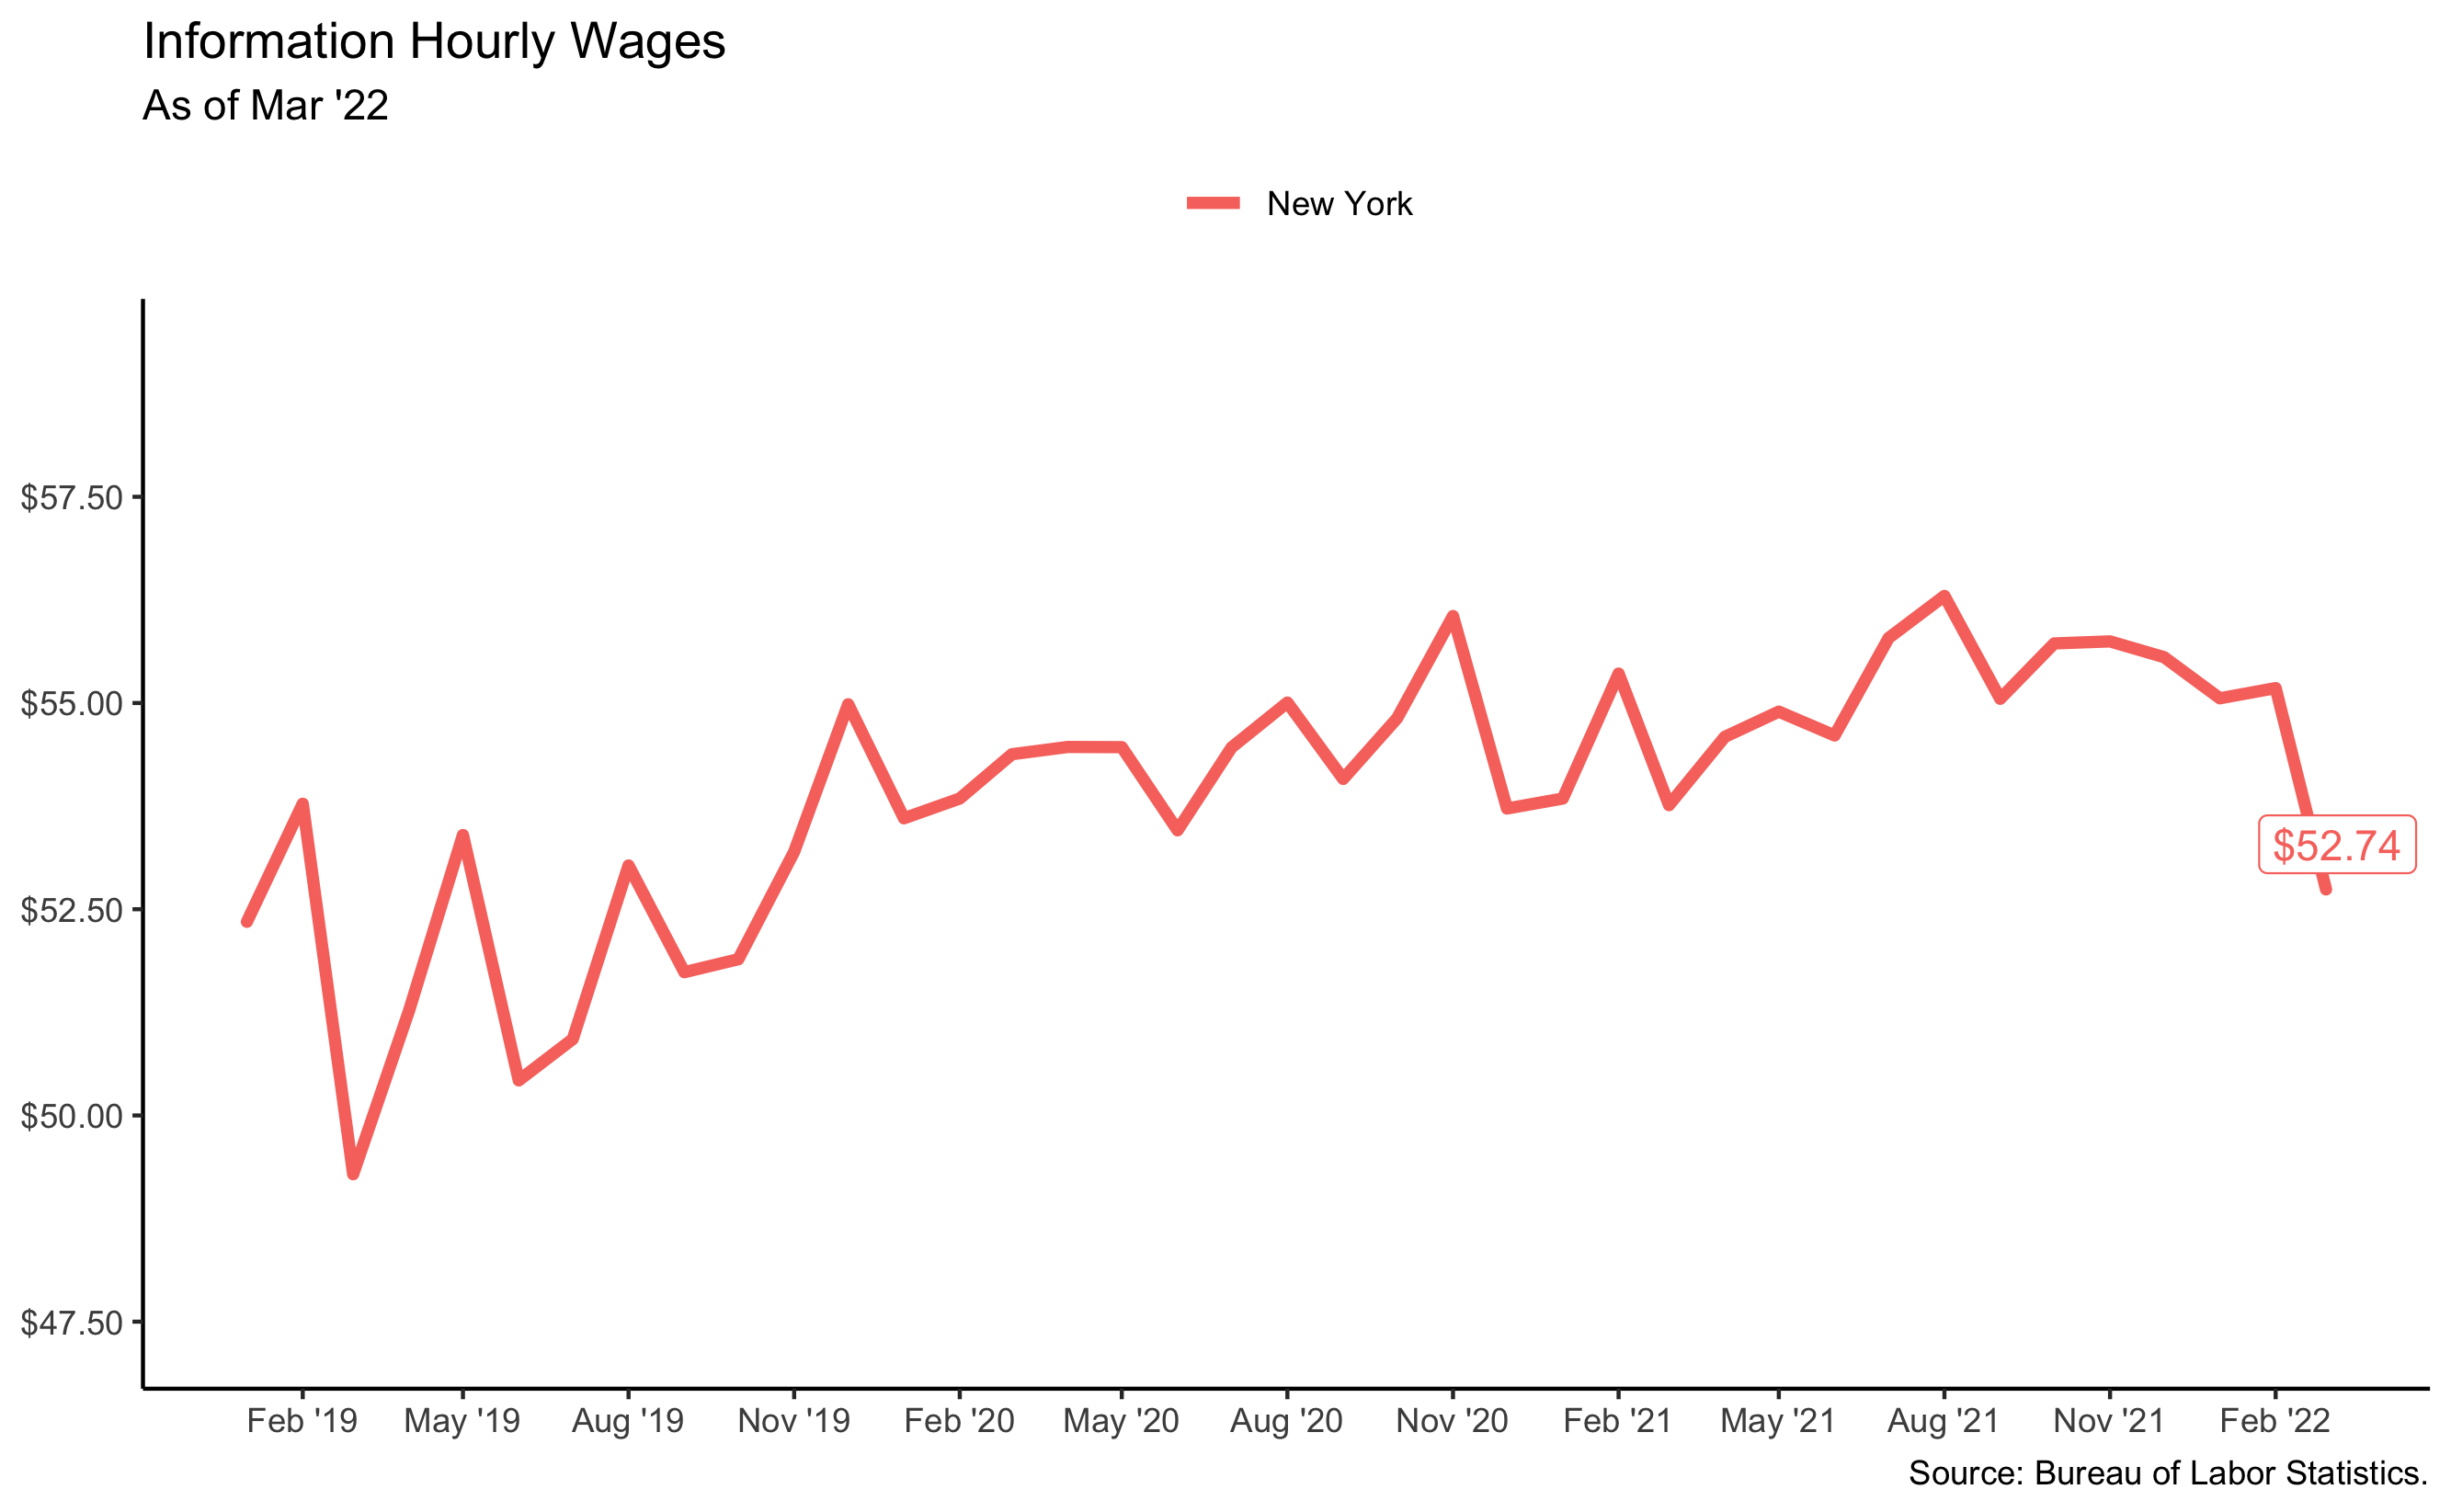 Information Hourly Wages
As of Mar '22
New York
$57.50
$55.00
$52.50
$50.00
$47.50
$52.74
Feb '19 May '19 Aug '19 Nov '19 Feb '20 May '20 Aug '20 Nov '20 Feb '21 May '21 Aug '21 Nov '21 Feb '22
Source: Bureau of Labor Statistics.